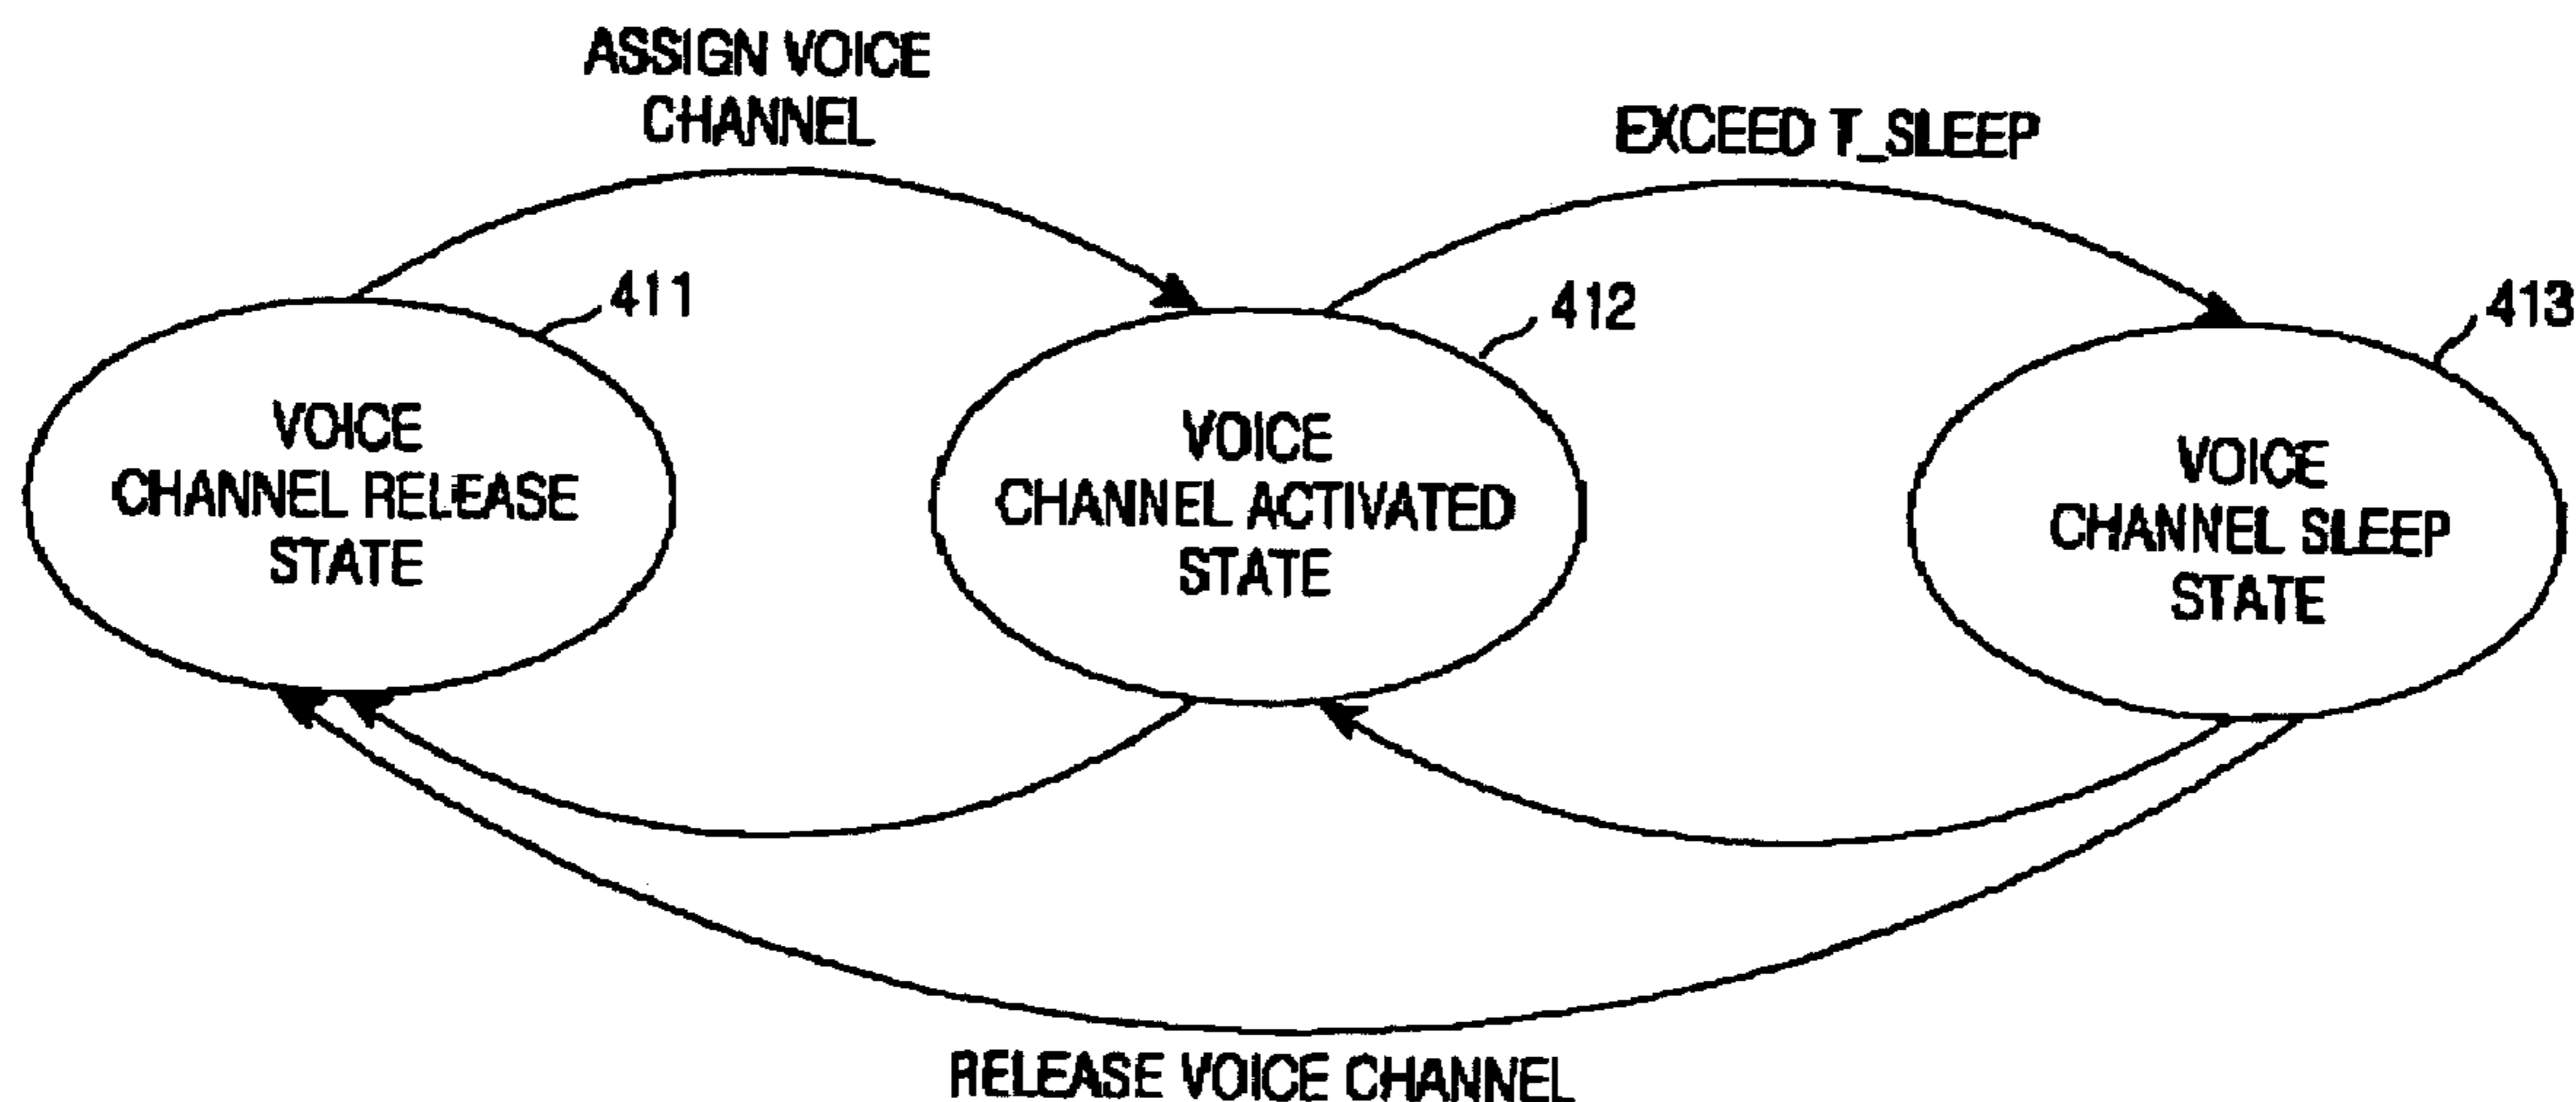 ASSIGN VOICE
CHANNEL
EXCEED T_SLEEP
411
412
413
VOICE
CHANNEL RELEASE
STATE
VOICE
CHANNEL ACTIVATED
STATE
VOICE
CHANNEL SLEEP
STATE
RELEASE VOICE CHANNEL